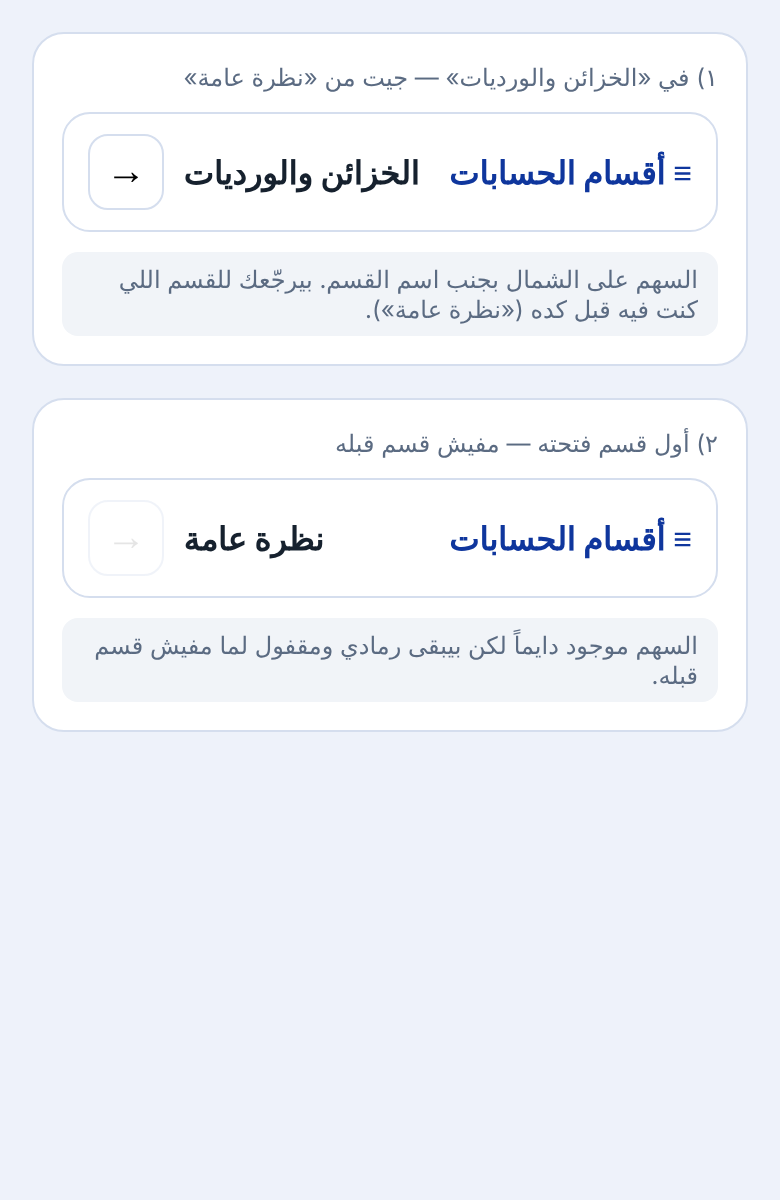 ١) في «الخزائن والورديات» — جيت من «نظرة عامة»
≡ أقسام الحسابات الخزائن والورديات →
السهم على الشمال بجنب اسم القسم. بيرجّعك للقسم اللي
كنت فيه قبل كده («نظرة عامة»).
٢) أول قسم فتحته — مفيش قسم قبله
≡ أقسام الحسابات نظرة عامة →
السهم موجود دايماً لكن بيبقى رمادي ومقفول لما مفيش قسم
قبله.